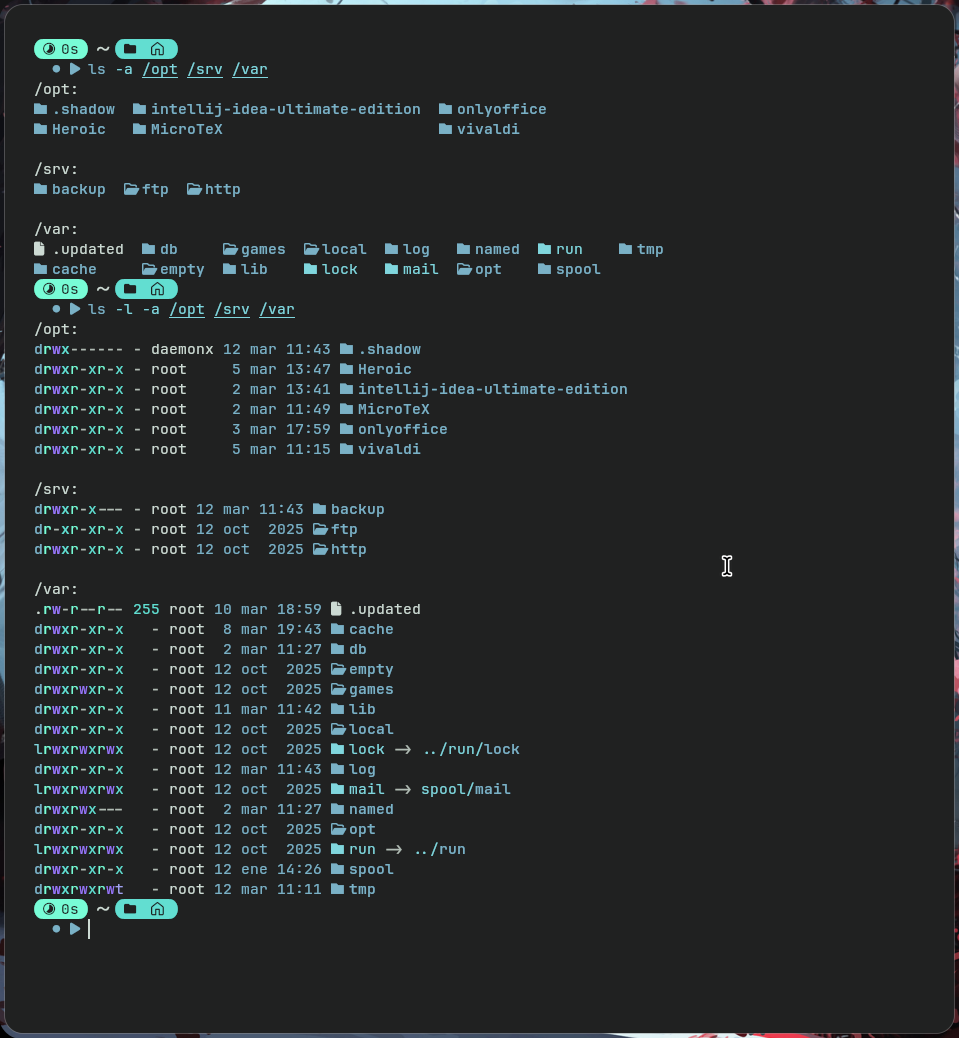 0s ~
ls -a /opt /srv /var
/opt:
.shadow intellij-idea-ultimate-edition onlyoffice
Heroic MicroTeX vivaldi
/srv:
backup ftp http
/var:
.updated db games local log named run tmp
cache empty lib lock mail opt spool
0s ~
ls -l -a /opt /srv /var
/opt:
drwx------ - daemonx 12 mar 11:43 .shadow
drwxr-xr-x - root 5 mar 13:47 Heroic
drwxr-xr-x - root 2 mar 13:41 intellij-idea-ultimate-edition
drwxr-xr-x - root 2 mar 11:49 MicroTeX
drwxr-xr-x - root 3 mar 17:59 onlyoffice
drwxr-xr-x - root 5 mar 11:15 vivaldi
/srv:
drwxr-x--- - root 12 mar 11:43 backup
dr-xr-xr-x - root 12 oct 2025 ftp
drwxr-xr-x - root 12 oct 2025 http
/var:
.rw-r--r-- 255 root 10 mar 18:59 .updated
drwxr-xr-x - root 8 mar 19:43 cache
drwxr-xr-x - root 2 mar 11:27 db
drwxr-xr-x - root 12 oct 2025 empty
drwxrwxr-x - root 12 oct 2025 games
drwxr-xr-x - root 11 mar 11:42 lib
drwxr-xr-x - root 12 oct 2025 local
lrwxrwxrwx - root 12 oct 2025 lock -> ../run/lock
drwxr-xr-x - root 12 mar 11:43 log
lrwxrwxrwx - root 12 oct 2025 mail -> spool/mail
drwxrwx--- - root 2 mar 11:27 named
drwxr-xr-x - root 12 oct 2025 opt
lrwxrwxrwx - root 12 oct 2025 run -> ../run
drwxr-xr-x - root 12 ene 14:26 spool
drwxrwxrwt - root 12 mar 11:11 tmp
0s ~